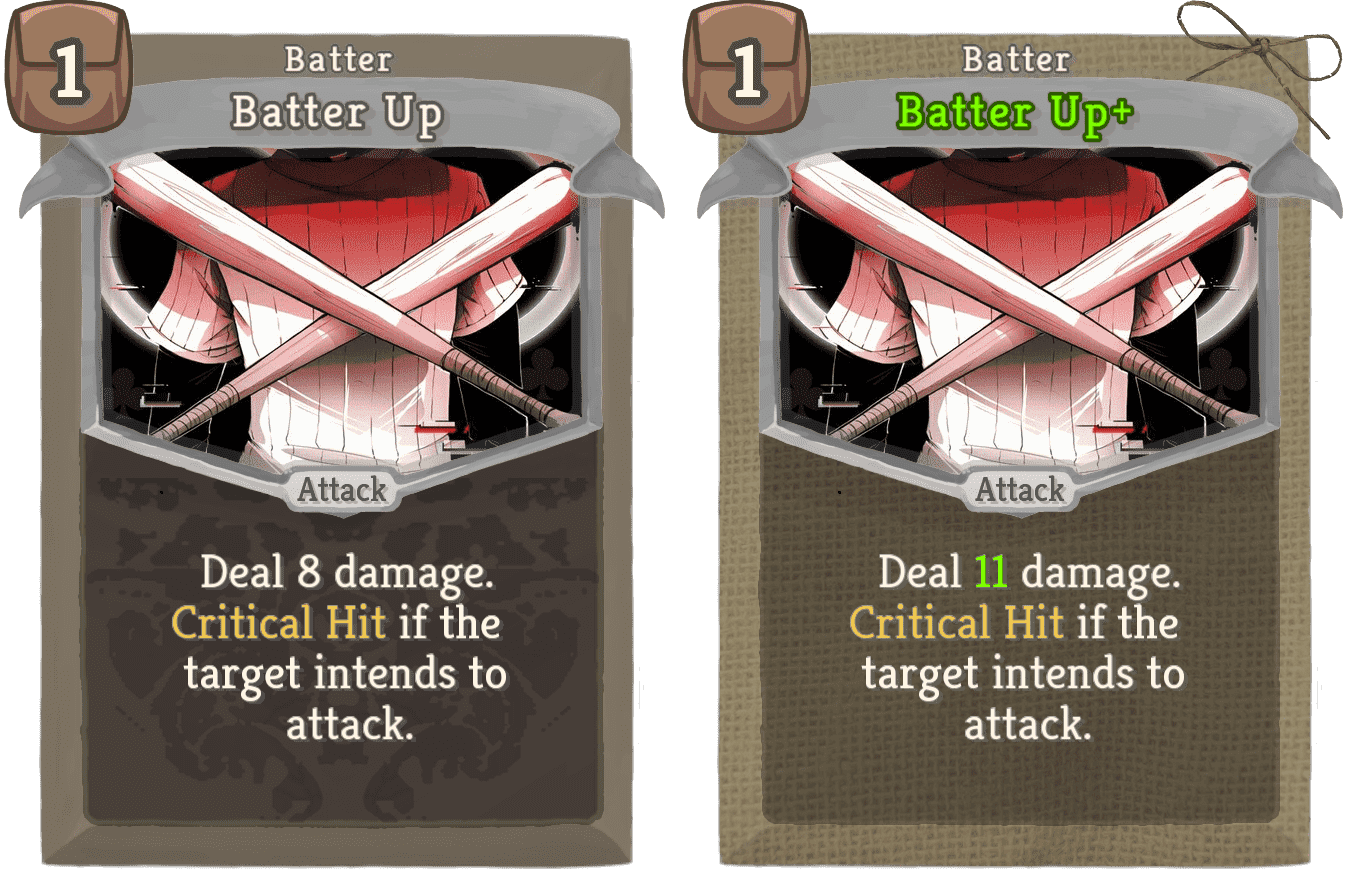 1
Batter
Batter Up
Attack
Deal 8 damage.
Critical Hit if the
target intends to
attack.
1
Batter
Batter Up+
Attack
Deal 11 damage.
Critical Hit if the
target intends to
attack.